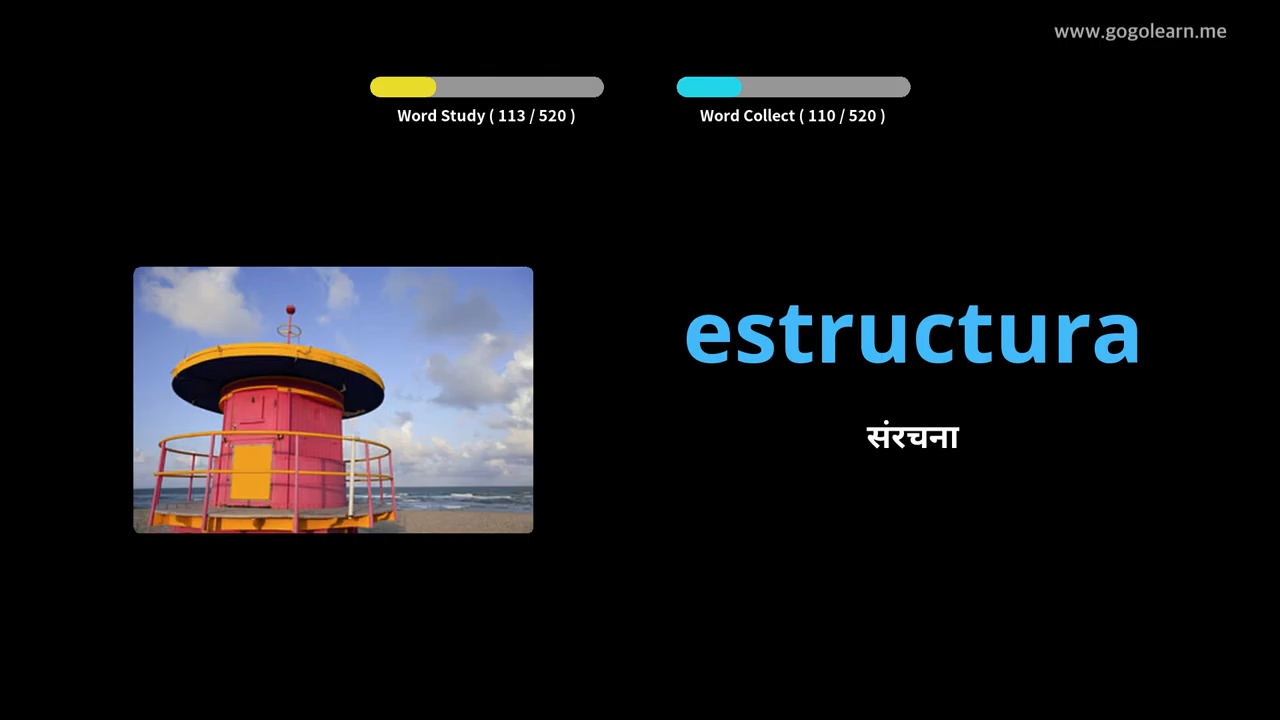 www.gogolearn.me
Word Study ( 113 / 520 )
Word Collect ( 110 / 520 )
estructura
संरचना